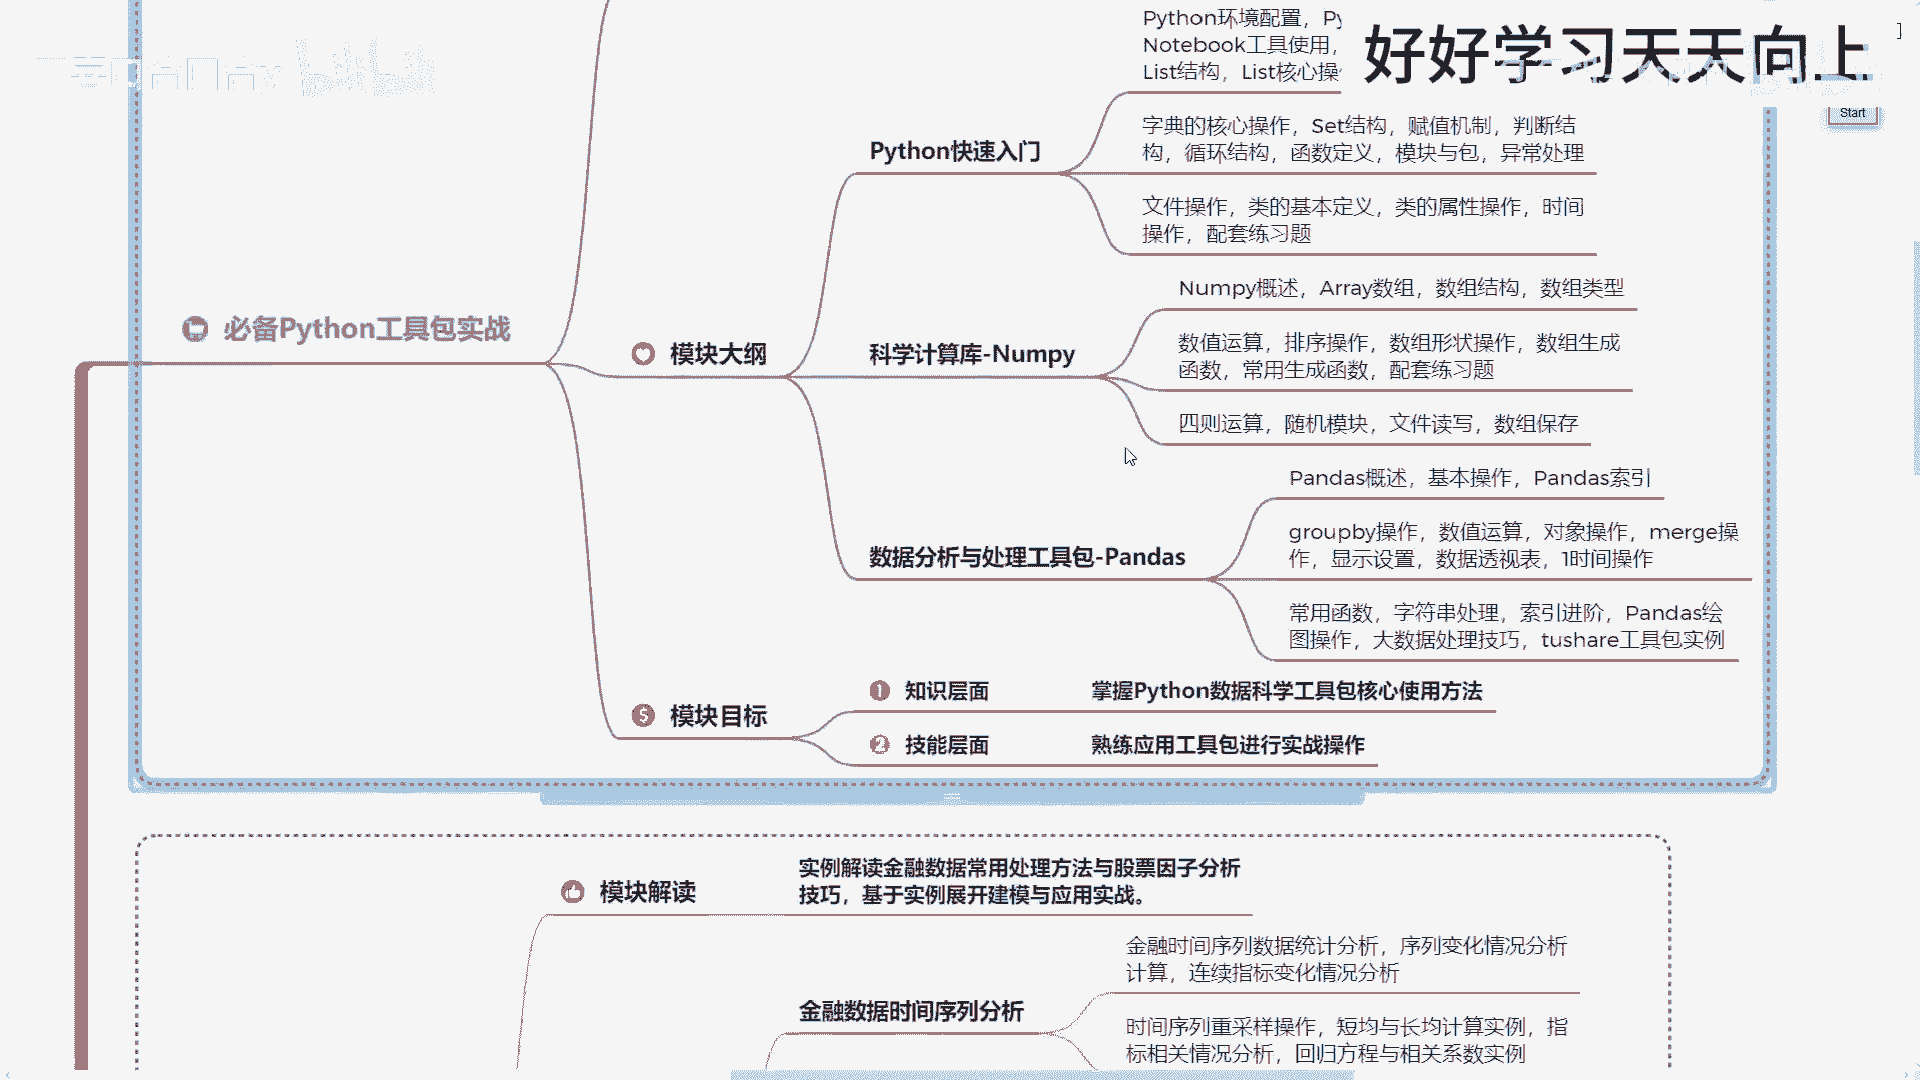 Python环境配置，Py
Notebook工具使用，
List结构，List核心操
好好学习天天向上
Start
字典的核心操作，Set结构，赋值机制，判断结
构，循环结构，函数定义，模块与包，异常处理
Python快速入门
文件操作，类的基本定义，类的属性操作，时间
操作，配套练习题
Numpy概述，Array数组，数组结构，数组类型
必备Python工具包实战
模块大纲
科学计算库-Numpy
数值运算，排序操作，数组形状操作，数组生成
函数，常用生成函数，配套练习题
四则运算，随机模块，文件读写，数组保存
Pandas概述，基本操作，Pandas索引
数据分析与处理工具包-Pandas
groupby操作，数值运算，对象操作，merge操
作，显示设置，数据透视表，1时间操作
常用函数，字符串处理，索引进阶，Pandas绘
图操作，大数据处理技巧，tushare工具包实例
模块目标
1 知识层面 掌握Python数据科学工具包核心使用方法
2 技能层面 熟练应用工具包进行实战操作
模块解读
实例解读金融数据常用处理方法与股票因子分析
技巧，基于实例展开建模与应用实战。
金融时间序列数据统计分析，序列变化情况分析
计算，连续指标变化情况分析
金融数据时间序列分析
时间序列重采样操作，短均与长均计算实例，指
标相关情况分析，回归方程与相关系数实例